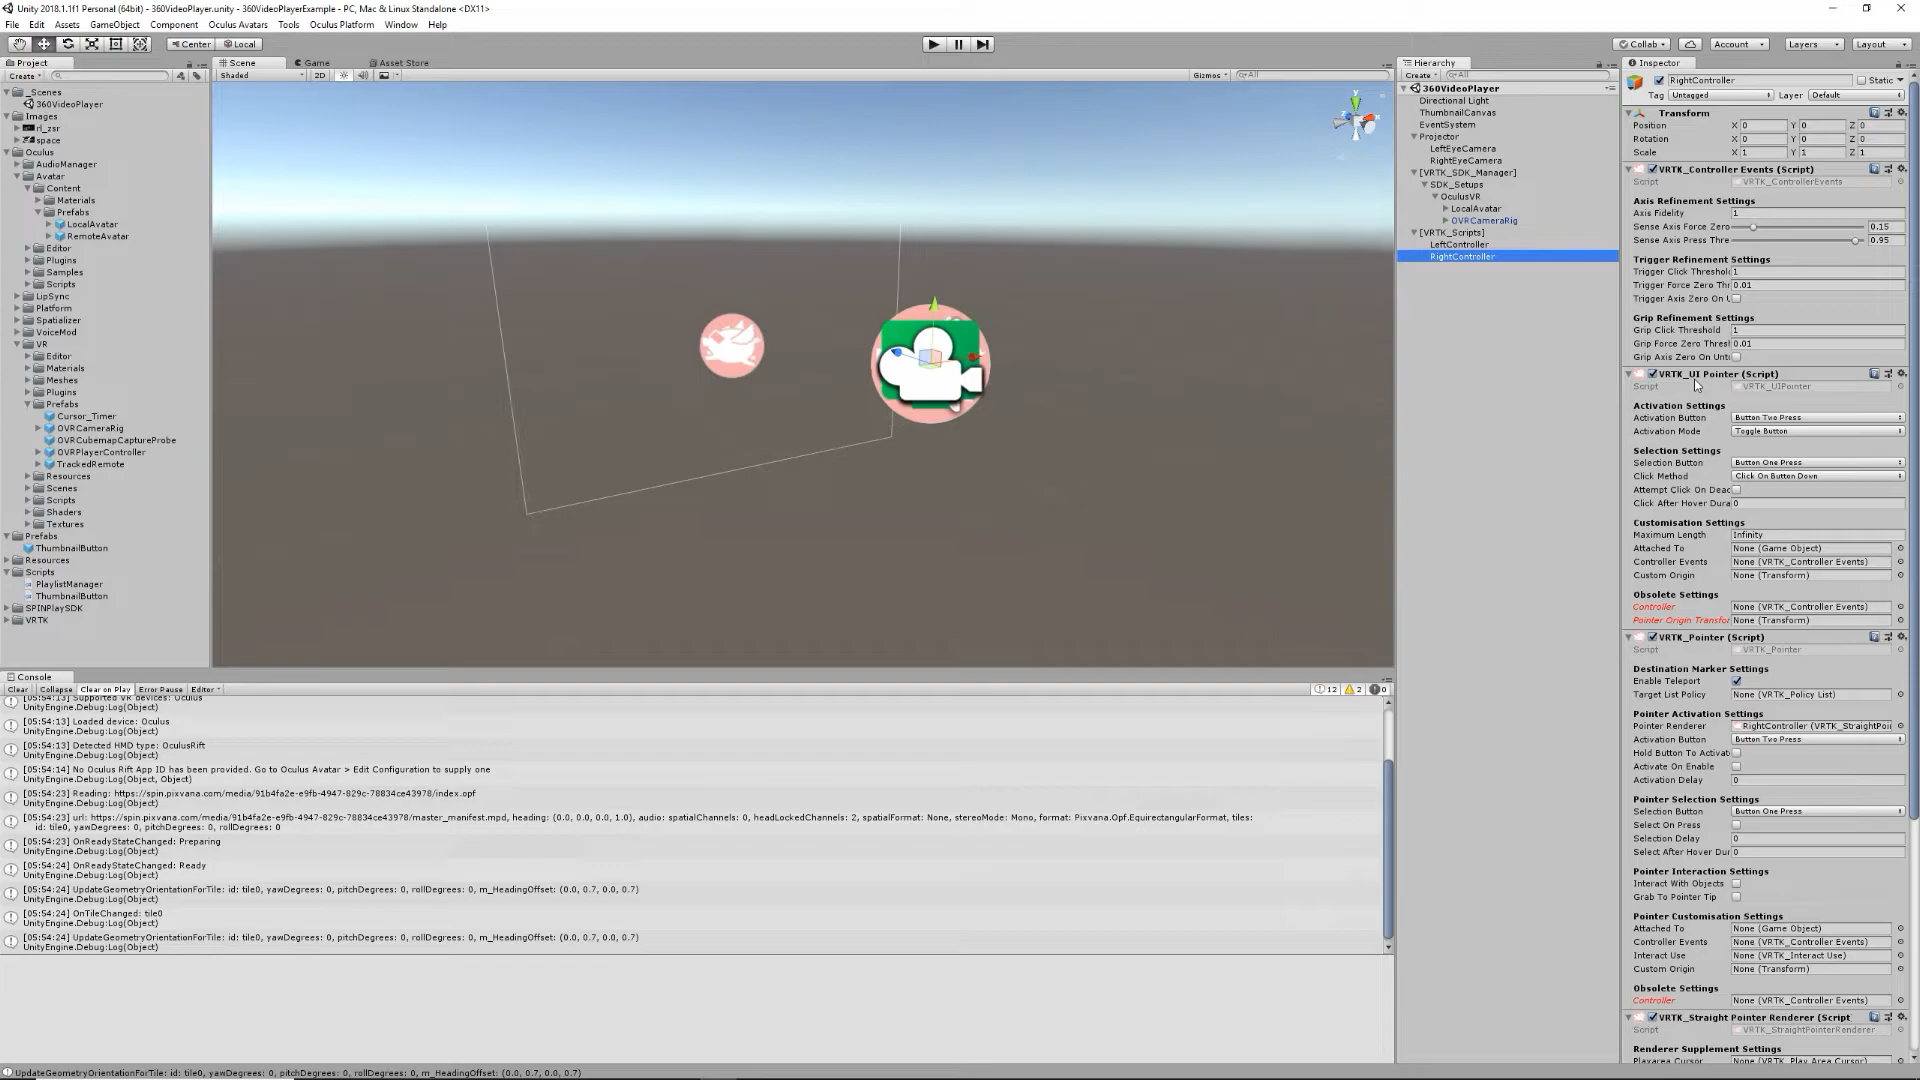 Unity 2018.1.1f1 Personal (64bit) - 360VideoPlayer.unity - 360VideoPlayerExample - PC, Mac & Linux Standalone <DX11>
File Edit Assets GameObject Component Oculus Avatars Tools Oculus Platform Window Help
Center Local
Collab Account Layers Layout
Project
Create
_Scenes
360VideoPlayer
Images
rl_zsr
space
Oculus
AudioManager
Avatar
Content
Materials
Prefabs
LocalAvatar
RemoteAvatar
Editor
Plugins
Samples
Scripts
LipSync
Platform
Spatializer
VoiceMod
VR
Editor
Materials
Meshes
Plugins
Prefabs
Cursor_Timer
OVRCameraRig
OVRCubemapCaptureProbe
OVRPlayerController
TrackedRemote
Resources
Scenes
Scripts
Shaders
Textures
Prefabs
ThumbnailButton
Resources
Scripts
PlaylistManager
ThumbnailButton
SPINPlaySDK
VRTK
Scene Game Asset Store
Shaded 2D Gizmos All
Y
Hierarchy
Create All
360VideoPlayer
Directional Light
ThumbnailCanvas
EventSystem
Projector
LeftEyeCamera
RightEyeCamera
[VRTK_SDK_Manager]
SDK_Setups
OculusVR
LocalAvatar
OVRCameraRig
[VRTK_Scripts]
LeftController
RightController
Console
Clear Collapse Clear on Play Error Pause Editor 12 2 0
[05:54:13] Supported VR devices: Oculus
UnityEngine.Debug:Log(Object)
[05:54:13] Loaded device: Oculus
UnityEngine.Debug:Log(Object)
[05:54:13] Detected HMD type: OculusRift
UnityEngine.Debug:Log(Object)
[05:54:14] No Oculus Rift App ID has been provided. Go to Oculus Avatar > Edit Configuration to supply one
UnityEngine.Debug:Log(Object, Object)
[05:54:23] Reading: https://spin.pixvana.com/media/91b4fa2e-e9fb-4947-829c-78834ce43978/index.opf
UnityEngine.Debug:Log(Object)
[05:54:23] url: https://spin.pixvana.com/media/91b4fa2e-e9fb-4947-829c-78834ce43978/master_manifest.mpd, heading: (0.0, 0.0, 0.0, 1.0), audio: spatialChannels: 0, headLockedChannels: 2, spatialFormat: None, stereoMode: Mono, format: Pixvana.Opf.EquirectangularFormat, tiles:
id: tile0, yawDegrees: 0, pitchDegrees: 0, rollDegrees: 0
[05:54:23] OnReadyStateChanged: Preparing
UnityEngine.Debug:Log(Object)
[05:54:24] OnReadyStateChanged: Ready
UnityEngine.Debug:Log(Object)
[05:54:24] UpdateGeometryOrientationForTile: id: tile0, yawDegrees: 0, pitchDegrees: 0, rollDegrees: 0, m_HeadingOffset: (0.0, 0.7, 0.0, 0.7)
UnityEngine.Debug:Log(Object)
[05:54:24] OnTileChanged: tile0
UnityEngine.Debug:Log(Object)
[05:54:24] UpdateGeometryOrientationForTile: id: tile0, yawDegrees: 0, pitchDegrees: 0, rollDegrees: 0, m_HeadingOffset: (0.0, 0.7, 0.0, 0.7)
UnityEngine.Debug:Log(Object)
Inspector
RightController Static
Tag Untagged Layer Default
Transform
Position X 0 Y 0 Z 0
Rotation X 0 Y 0 Z 0
Scale X 1 Y 1 Z 1
VRTK_Controller Events (Script)
Script VRTK_ControllerEvents
Axis Refinement Settings
Axis Fidelity 1
Sense Axis Force Zero 0.15
Sense Axis Press Thre 0.95
Trigger Refinement Settings
Trigger Click Threshol 1
Trigger Force Zero Thr 0.01
Trigger Axis Zero On U
Grip Refinement Settings
Grip Click Threshold 1
Grip Force Zero Thresl 0.01
Grip Axis Zero On Unt
VRTK_UI Pointer (Script)
Script VRTK_UIPointer
Activation Settings
Activation Button Button Two Press
Activation Mode Toggle Button
Selection Settings
Selection Button Button One Press
Click Method Click On Button Down
Attempt Click On Deac
Click After Hover Dura 0
Customisation Settings
Maximum Length Infinity
Attached To None (Game Object)
Controller Events None (VRTK_Controller Events)
Custom Origin None (Transform)
Obsolete Settings
Controller None (VRTK_Controller Events)
Pointer Origin Transfo None (Transform)
VRTK_Pointer (Script)
Script VRTK_Pointer
Destination Marker Settings
Enable Teleport
Target List Policy None (VRTK_Policy List)
Pointer Activation Settings
Pointer Renderer RightController (VRTK_StraightPoi
Activation Button Button Two Press
Hold Button To Activat
Activate On Enable
Activation Delay 0
Pointer Selection Settings
Selection Button Button One Press
Select On Press
Selection Delay 0
Select After Hover Dur 0
Pointer Interaction Settings
Interact With Objects
Grab To Pointer Tip
Pointer Customisation Settings
Attached To None (Game Object)
Controller Events None (VRTK_Controller Events)
Interact Use None (VRTK_Interact Use)
Custom Origin None (Transform)
Obsolete Settings
Controller None (VRTK_Controller Events)
VRTK_Straight Pointer Renderer (Script
Script VRTK_StraightPointerRenderer
Renderer Supplement Settings
Playarea Cursor None (VRTK_Play Area Cursor)
UpdateGeometryOrientationForTile: id: tile0, yawDegrees: 0, pitchDegrees: 0, rollDegrees: 0, m_HeadingOffset: (0.0, 0.7, 0.0, 0.7)